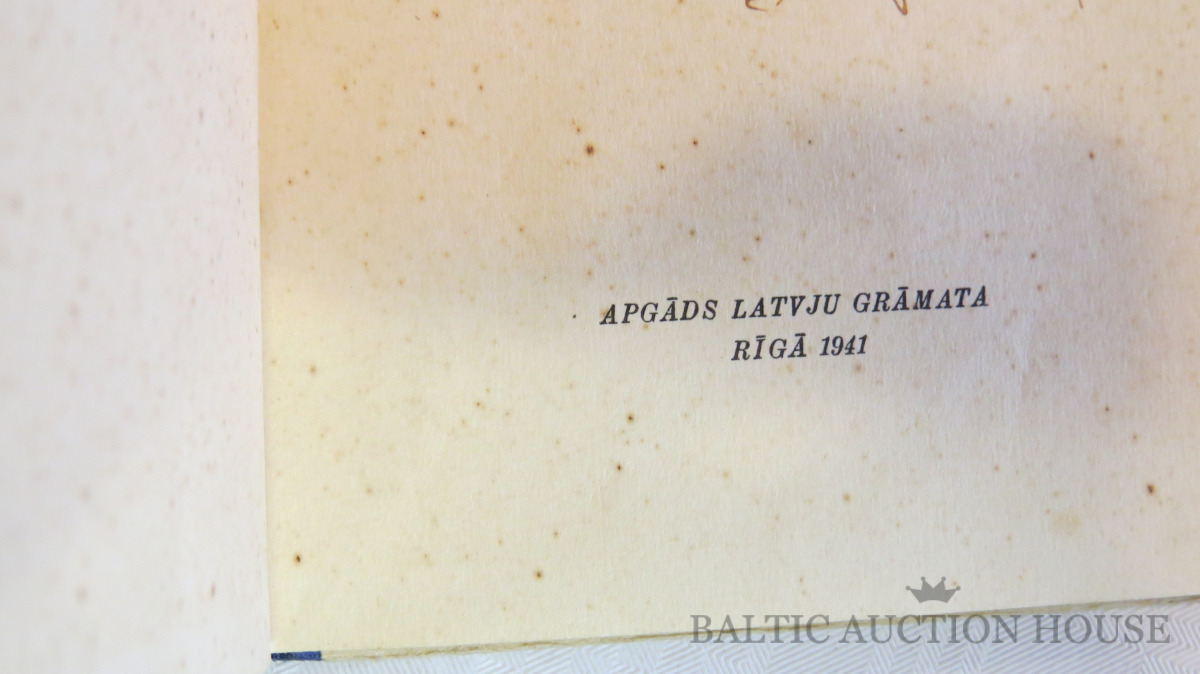 APGĀDS LATVJU GRĀMATA
RĪGĀ 1941
BALTIC AUCTION HOUSE